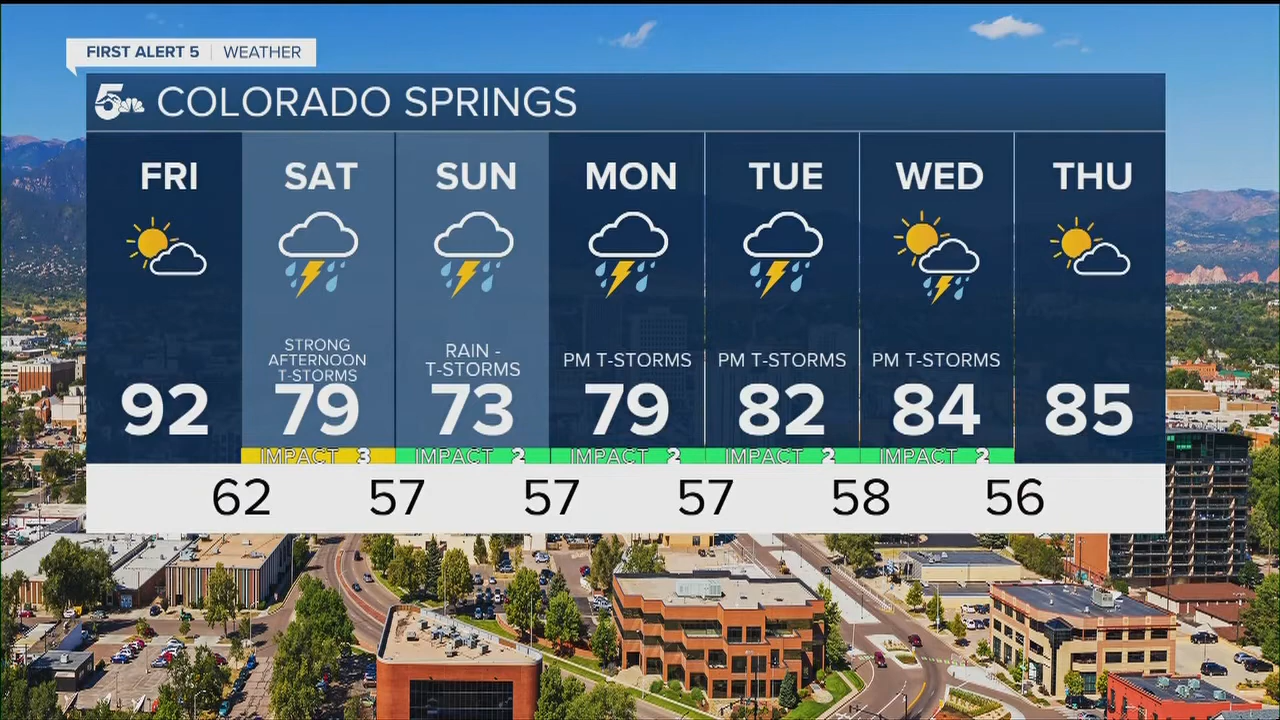 FIRST ALERT 5 | WEATHER
5 COLORADO SPRINGS
FRI SAT SUN MON TUE WED THU
STRONG AFTERNOON T-STORMS
RAIN - T-STORMS
PM T-STORMS PM T-STORMS PM T-STORMS
92 79 73 79 82 84 85
IMPACT 3 IMPACT 2 IMPACT 2 IMPACT 2 IMPACT 2
62 57 57 57 58 56